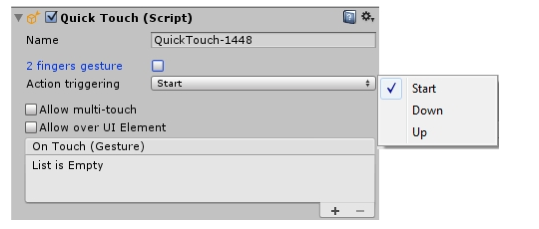 Quick Touch (Script)
Name QuickTouch-1448
2 fingers gesture
Action triggering Start
Start
Down
Up
Allow multi-touch
Allow over UI Element
On Touch (Gesture)
List is Empty
+ −